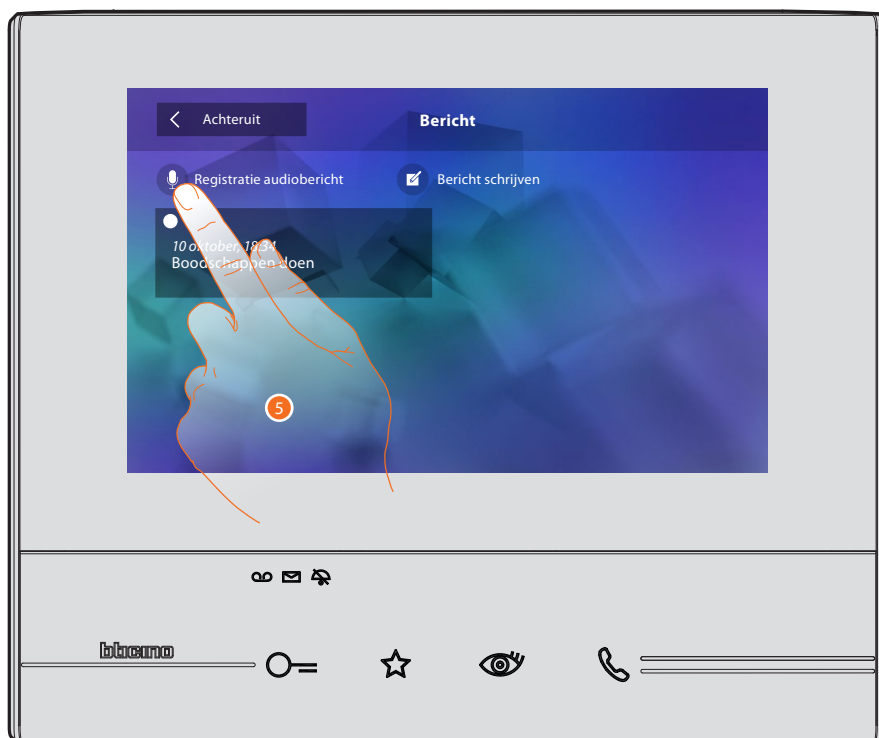 Achteruit
Bericht
Registratie audiobericht
Bericht schrijven
10 oktober, 18:34
Boodschappen doen
5
bticino